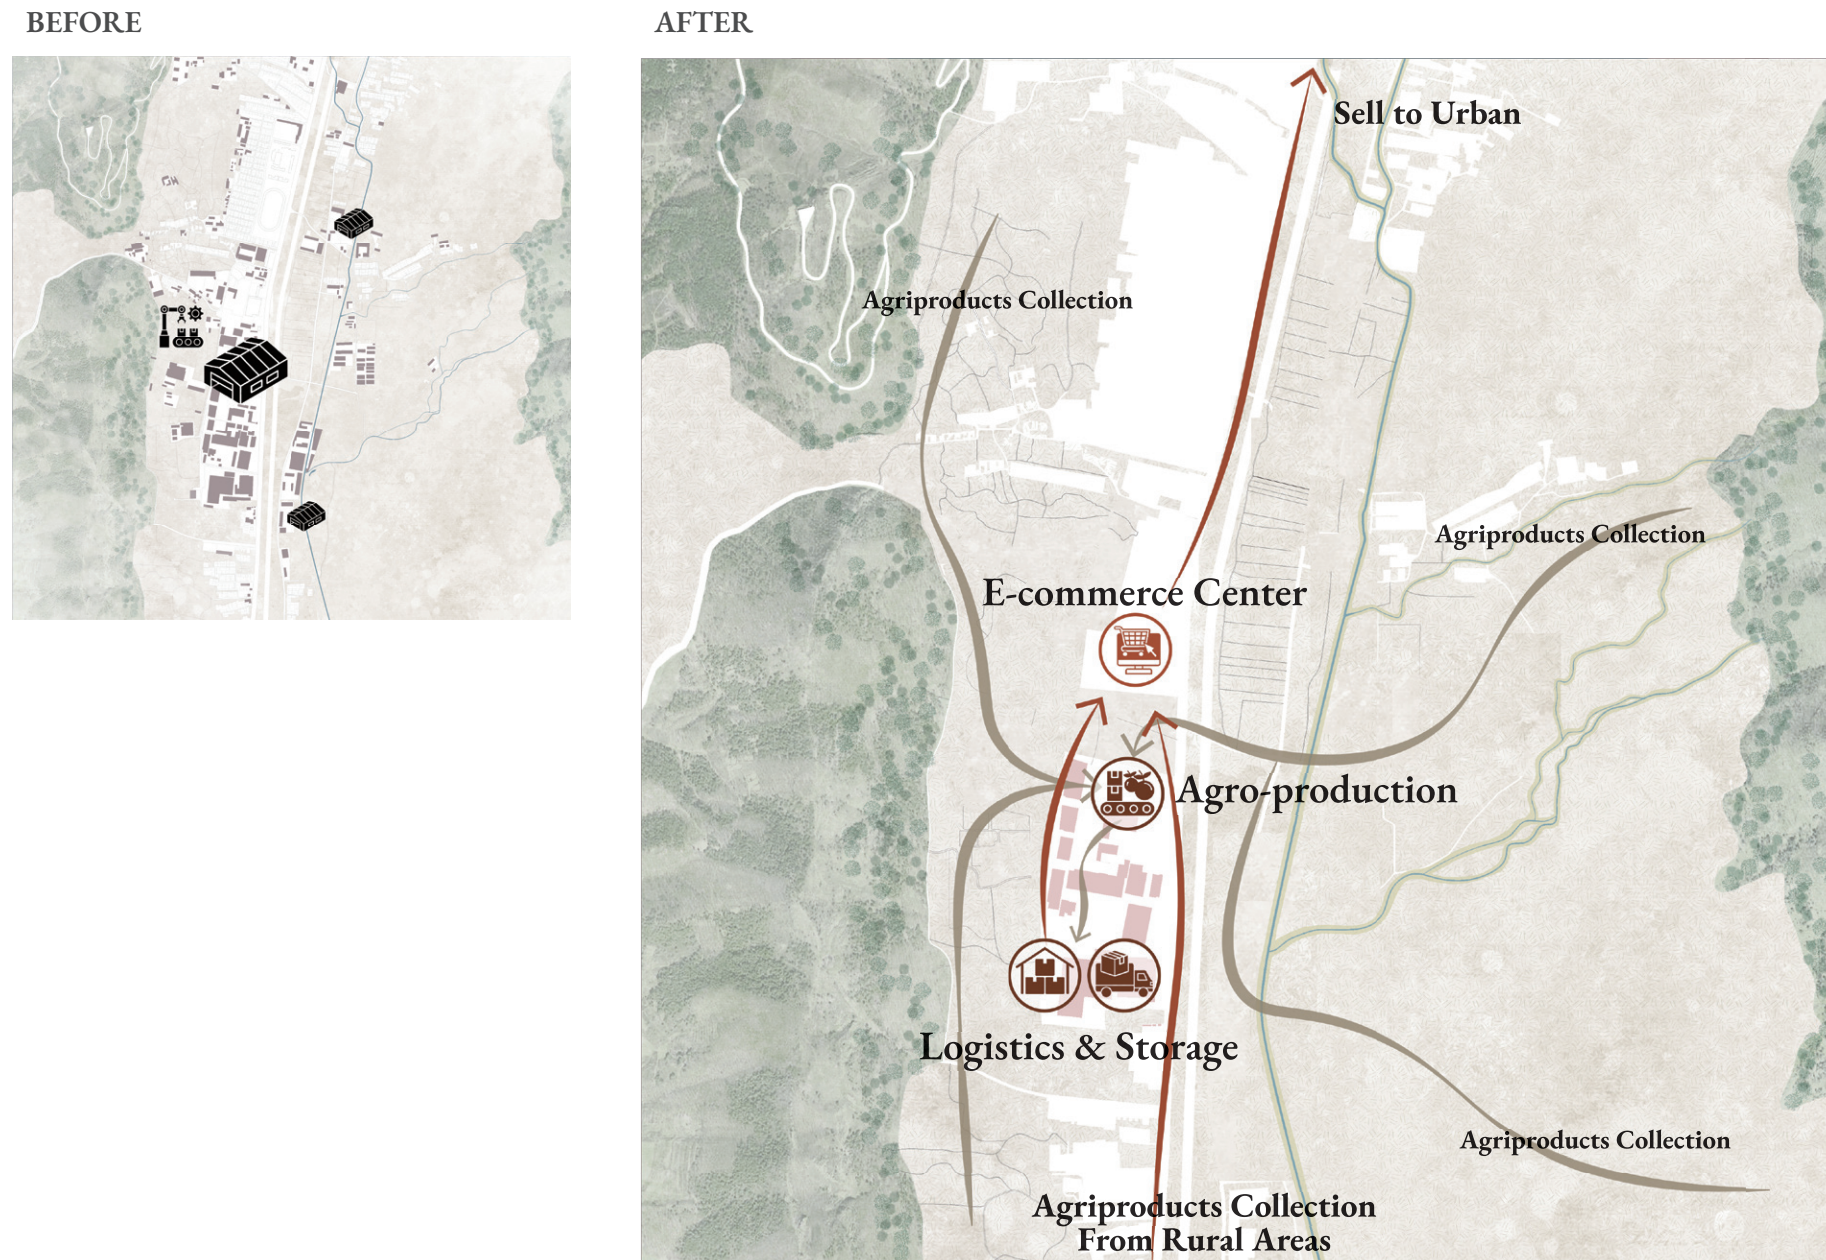 BEFORE
AFTER
Sell to Urban
Agriproducts Collection
Agriproducts Collection
E-commerce Center
Agro-production
Logistics & Storage
Agriproducts Collection
Agriproducts Collection
From Rural Areas